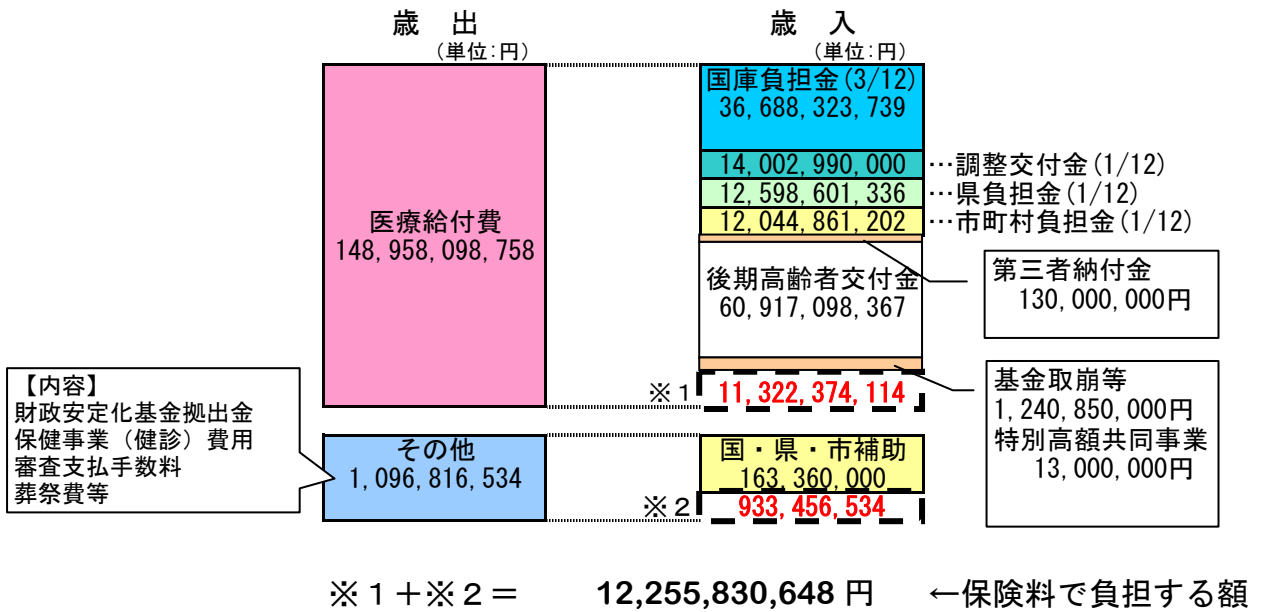 歳 出
(単位:円)
歳 入
(単位:円)
医療給付費
148,958,098,758
国庫負担金(3/12)
36,688,323,739
14,002,990,000 …調整交付金(1/12)
12,598,601,336 …県負担金(1/12)
12,044,861,202 …市町村負担金(1/12)
後期高齢者交付金
60,917,098,367
第三者納付金
130,000,000円
※1 11,322,374,114
基金取崩等
1,240,850,000円
特別高額共同事業
13,000,000円
【内容】
財政安定化基金拠出金
保健事業(健診)費用
審査支払手数料
葬祭費等
その他
1,096,816,534
国・県・市補助
163,360,000
※2 933,456,534
※1+※2= 12,255,830,648 円 ←保険料で負担する額